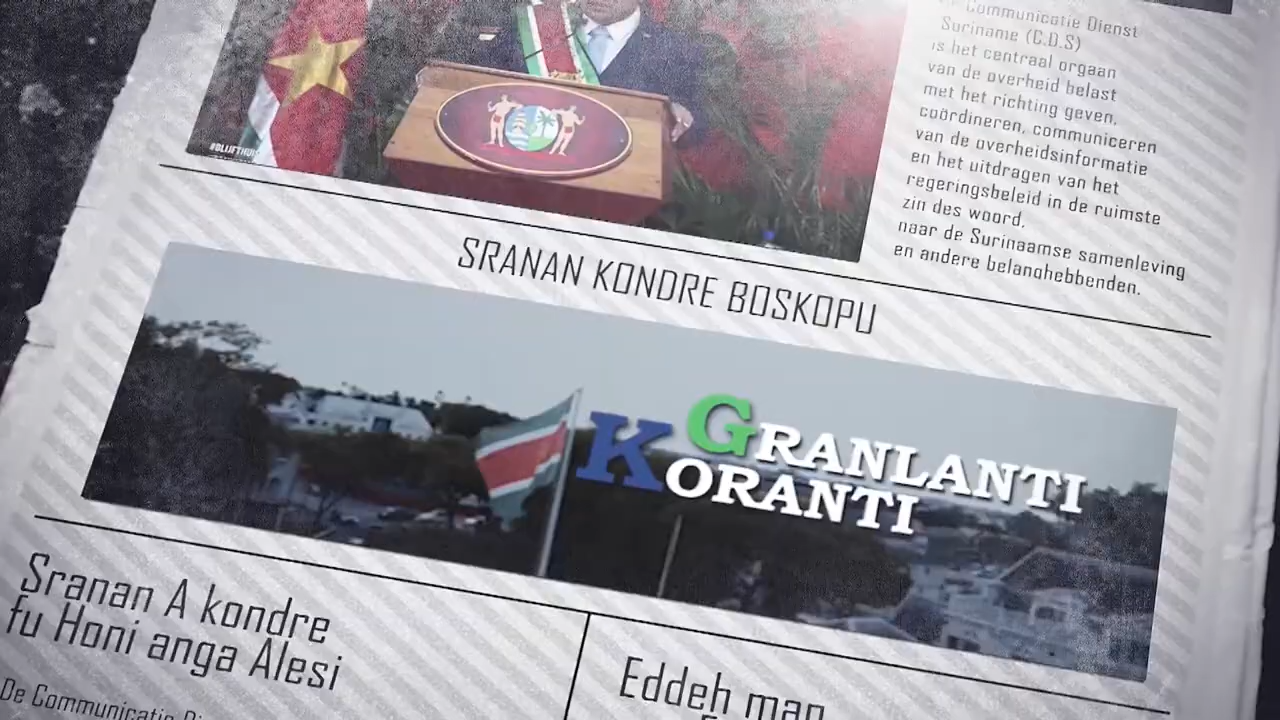 Communicatie Dienst
Suriname (C.D.S)
is het centraal orgaan
van de overheid belast
met het richting geven,
coördineren, communiceren
van de overheidsinformatie
en het uitdragen van het
regeringsbeleid in de ruimste
zin des woord,
naar de Surinaamse samenleving
en andere belanghebbenden.
SRANAN KONDRE BOSKOPU
GRANLANTI
KORANTI
Sranan A kondre
fu Honi anga Alesi
De Communicatie
Eddeh man